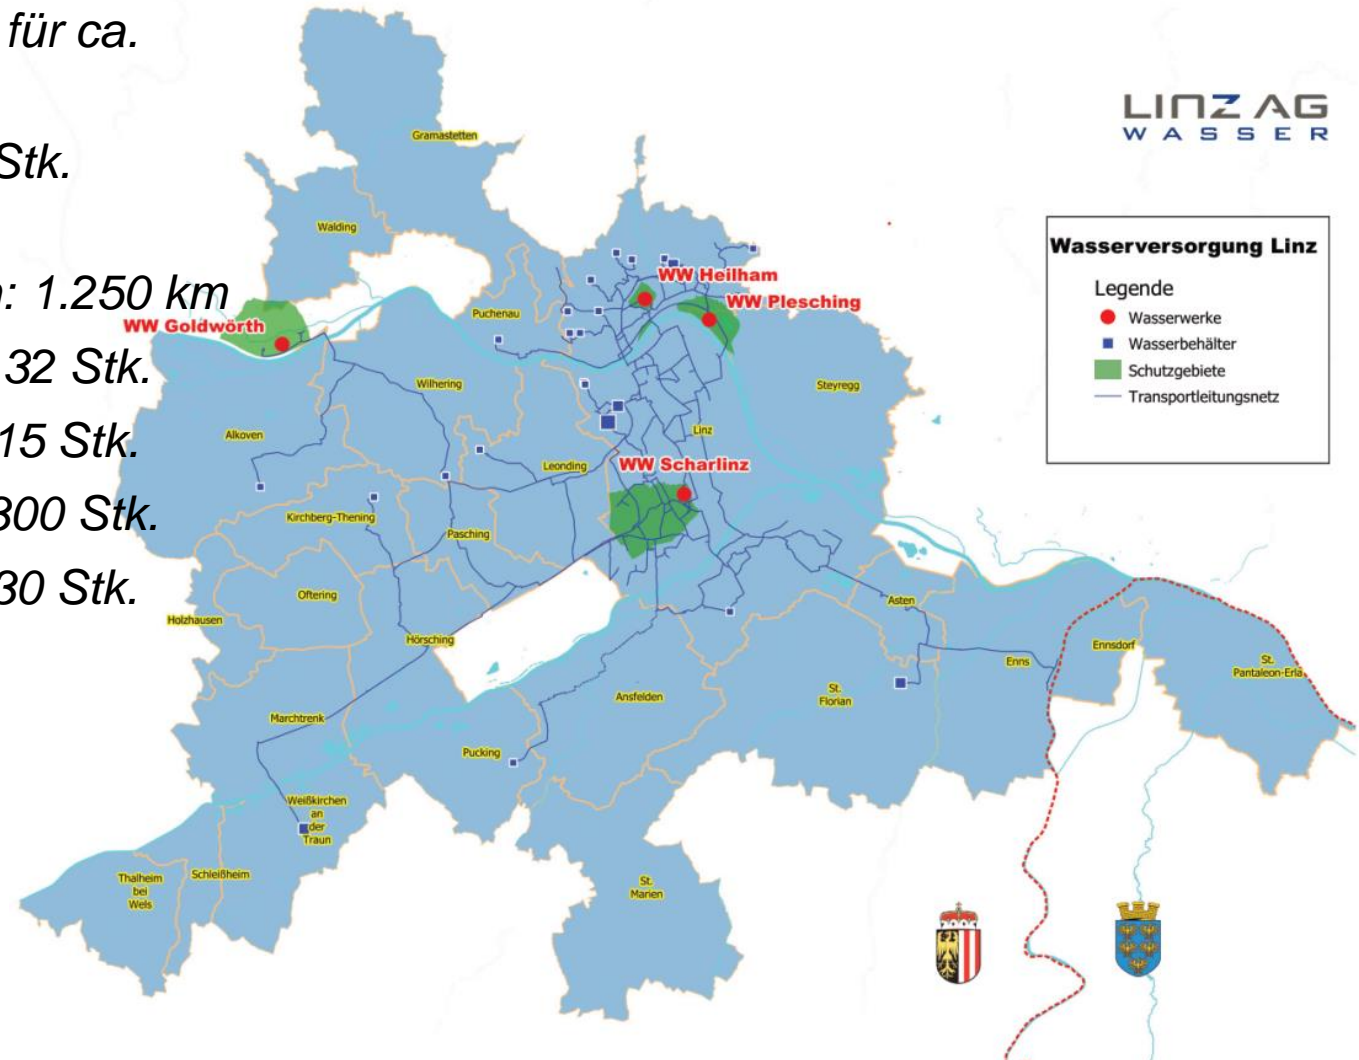 für ca.
Stk.
: 1.250 km
32 Stk.
15 Stk.
300 Stk.
30 Stk.
LINZ AG
WASSER
Wasserversorgung Linz
Legende
Wasserwerke
Wasserbehälter
Schutzgebiete
Transportleitungsnetz
Gramastetten
Walding
WW Heilham
WW Plesching
WW Goldwörth
Puchenau
Wilhering
Steyregg
Alkoven
Linz
Leonding
WW Scharlinz
Kirchberg-Thening
Pasching
Oftering
Holzhausen
Hörsching
Asten
Ennsdorf
Enns
St.
Pantaleon-Erla
St.
Florian
Ansfelden
Marchtrenk
Pucking
Weißkirchen
an
der
Traun
Schleißheim
Thalheim
bei
Wels
St.
Marien